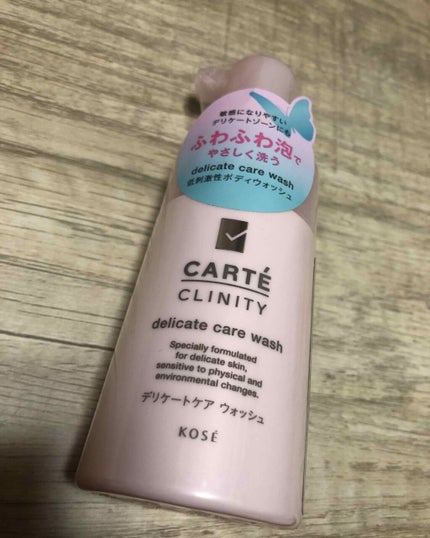 敏感になりやすい
デリケートゾーンにも
ふわふわ泡で
やさしく洗う
delicate care wash
低刺激性ボディウォッシュ
CARTÉ
CLINITY
delicate care wash
Specially formulated
for delicate skin,
sensitive to physical and
environmental changes.
デリケートケア ウォッシュ
KOSÉ